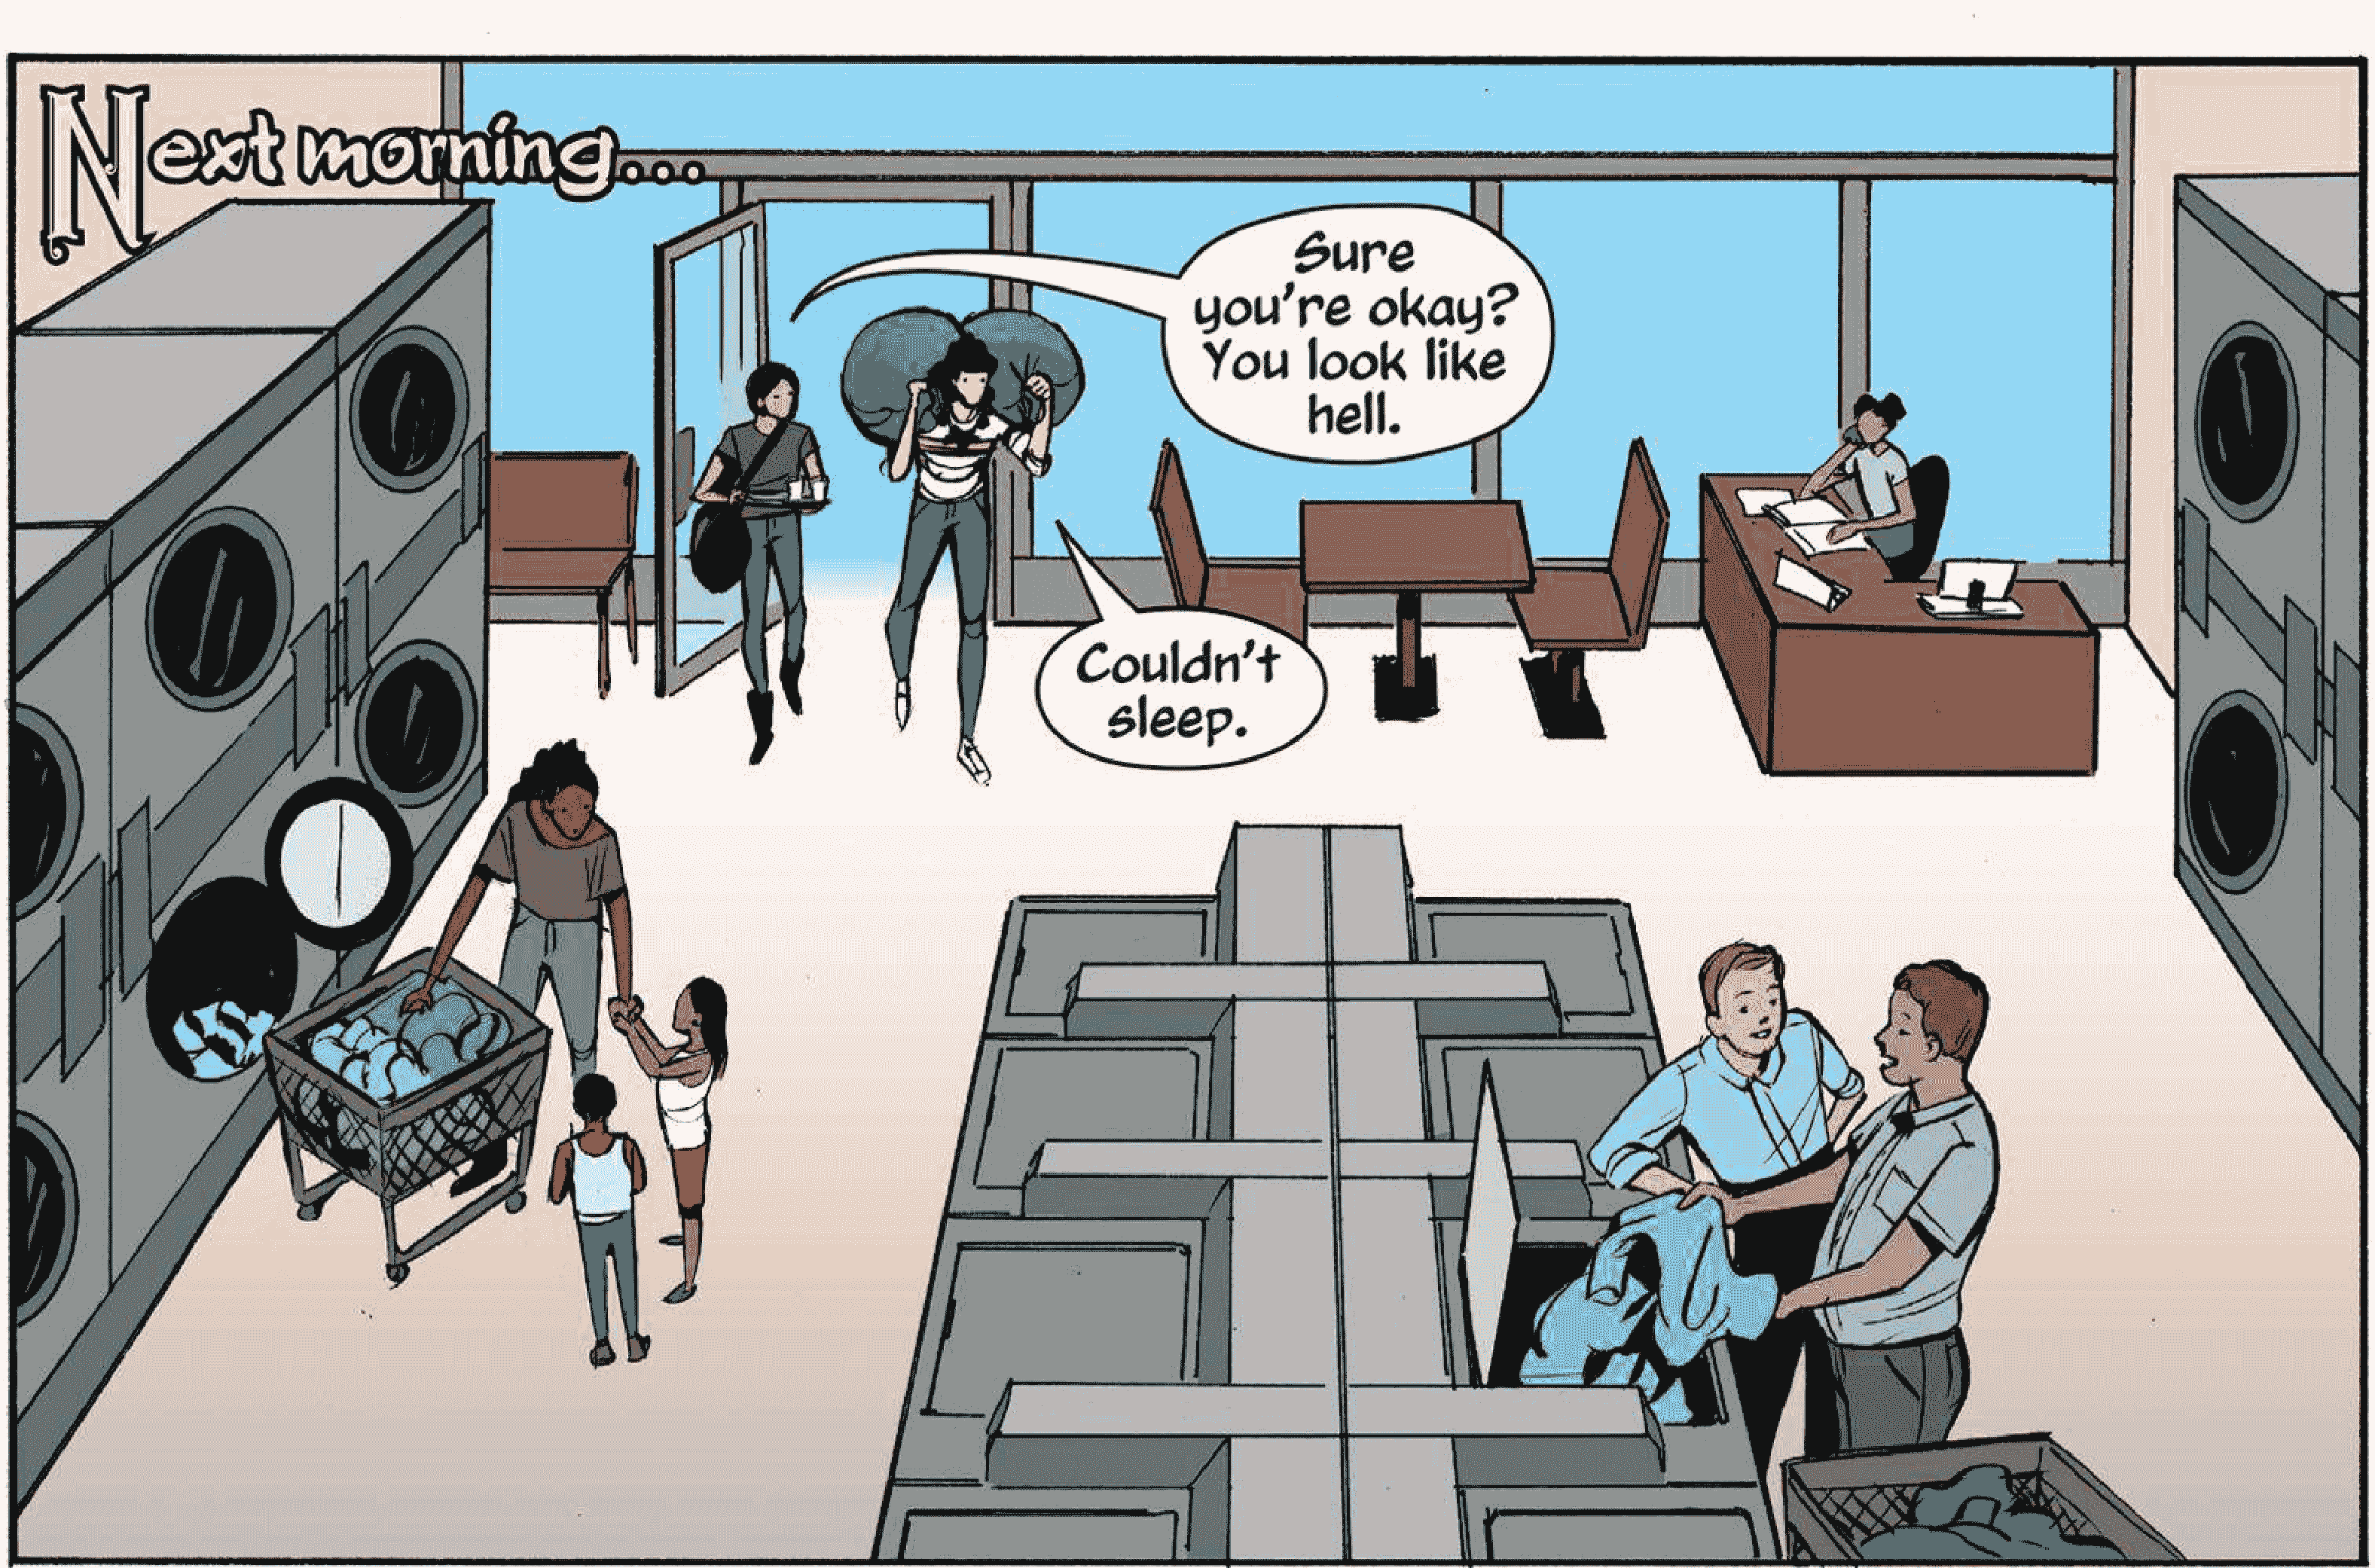 Next morning...
Sure
you're okay?
You look like
hell.
Couldn't
sleep.